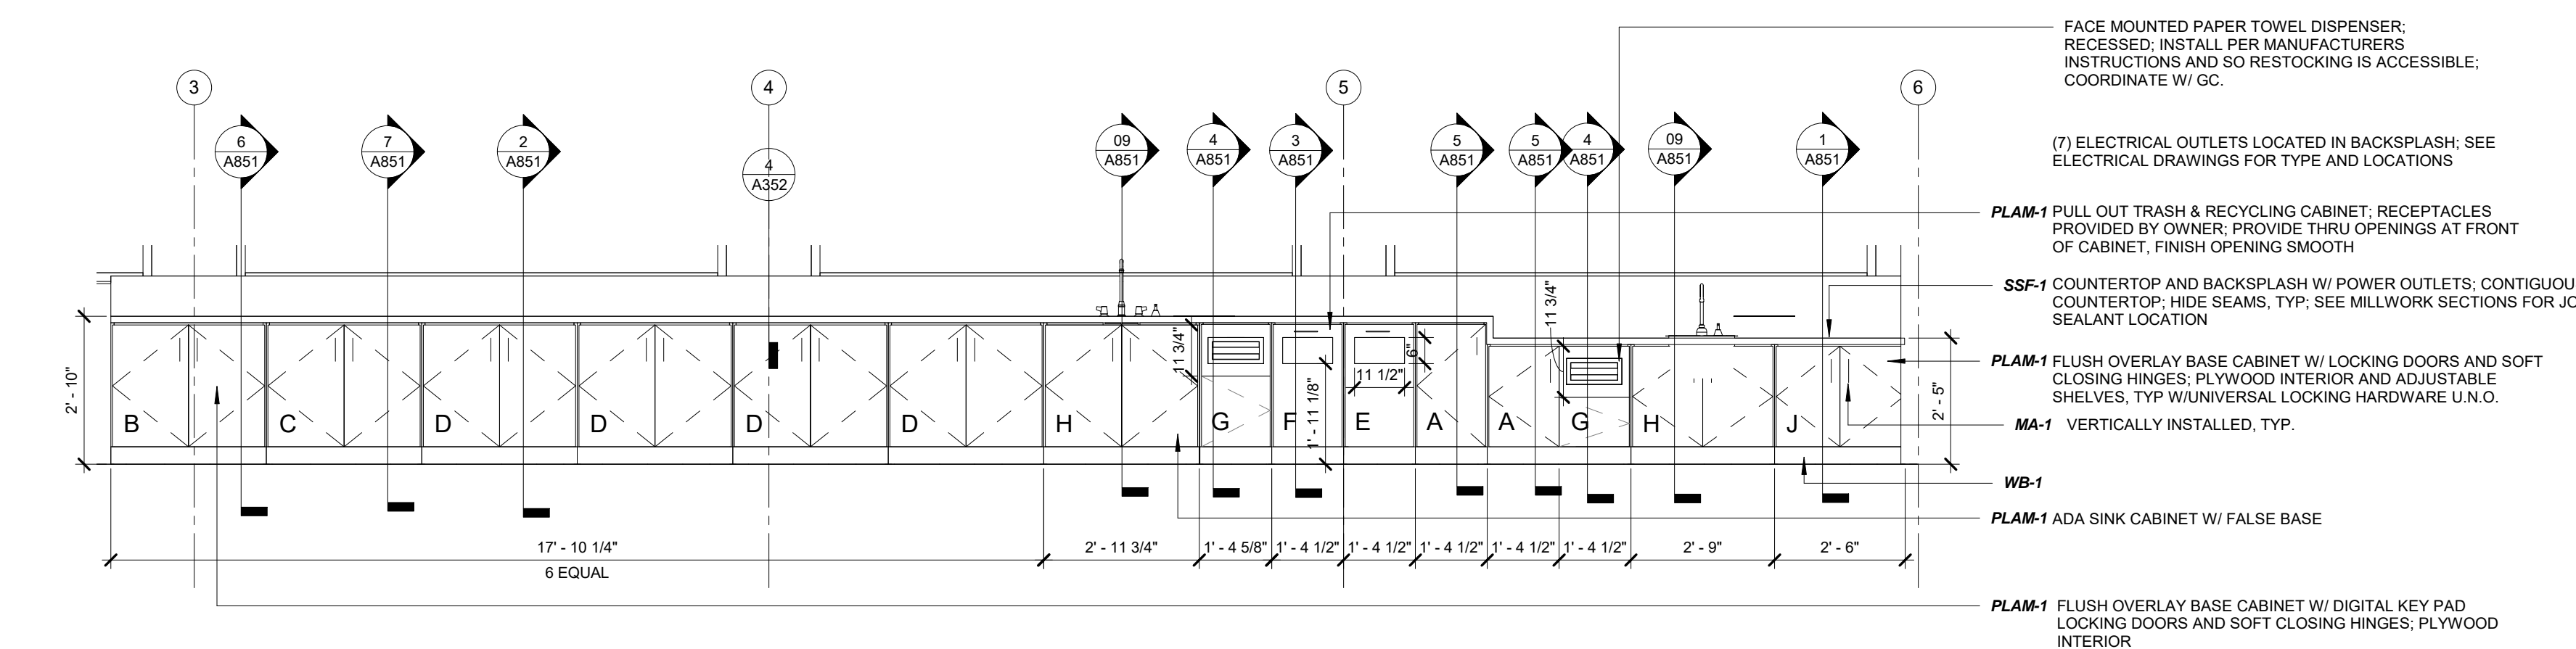 FACE MOUNTED PAPER TOWEL DISPENSER;
RECESSED; INSTALL PER MANUFACTURERS
INSTRUCTIONS AND SO RESTOCKING IS ACCESSIBLE;
COORDINATE W/ GC.
3
4
5
6
6
A851
7
A851
2
A851
4
A352
09
A851
4
A851
3
A851
5
A851
5
A851
4
A851
09
A851
1
A851
(7) ELECTRICAL OUTLETS LOCATED IN BACKSPLASH; SEE
ELECTRICAL DRAWINGS FOR TYPE AND LOCATIONS
PLAM-1 PULL OUT TRASH & RECYCLING CABINET; RECEPTACLES
PROVIDED BY OWNER; PROVIDE THRU OPENINGS AT FRONT
OF CABINET, FINISH OPENING SMOOTH
SSF-1 COUNTERTOP AND BACKSPLASH W/ POWER OUTLETS; CONTIGUOU
COUNTERTOP; HIDE SEAMS, TYP; SEE MILLWORK SECTIONS FOR JO
SEALANT LOCATION
PLAM-1 FLUSH OVERLAY BASE CABINET W/ LOCKING DOORS AND SOFT
CLOSING HINGES; PLYWOOD INTERIOR AND ADJUSTABLE
SHELVES, TYP W/UNIVERSAL LOCKING HARDWARE U.N.O.
MA-1 VERTICALLY INSTALLED, TYP.
WB-1
PLAM-1 ADA SINK CABINET W/ FALSE BASE
2' - 10"
11 3/4"
1' - 11 1/8"
11 1/2"
6"
11 3/4"
2' - 5"
B
C
D
D
D
D
H
G
F
E
A
A
G
H
J
17' - 10 1/4"
6 EQUAL
2' - 11 3/4"
1' - 4 5/8"
1' - 4 1/2"
1' - 4 1/2"
1' - 4 1/2"
1' - 4 1/2"
1' - 4 1/2"
2' - 9"
2' - 6"
PLAM-1 FLUSH OVERLAY BASE CABINET W/ DIGITAL KEY PAD
LOCKING DOORS AND SOFT CLOSING HINGES; PLYWOOD
INTERIOR